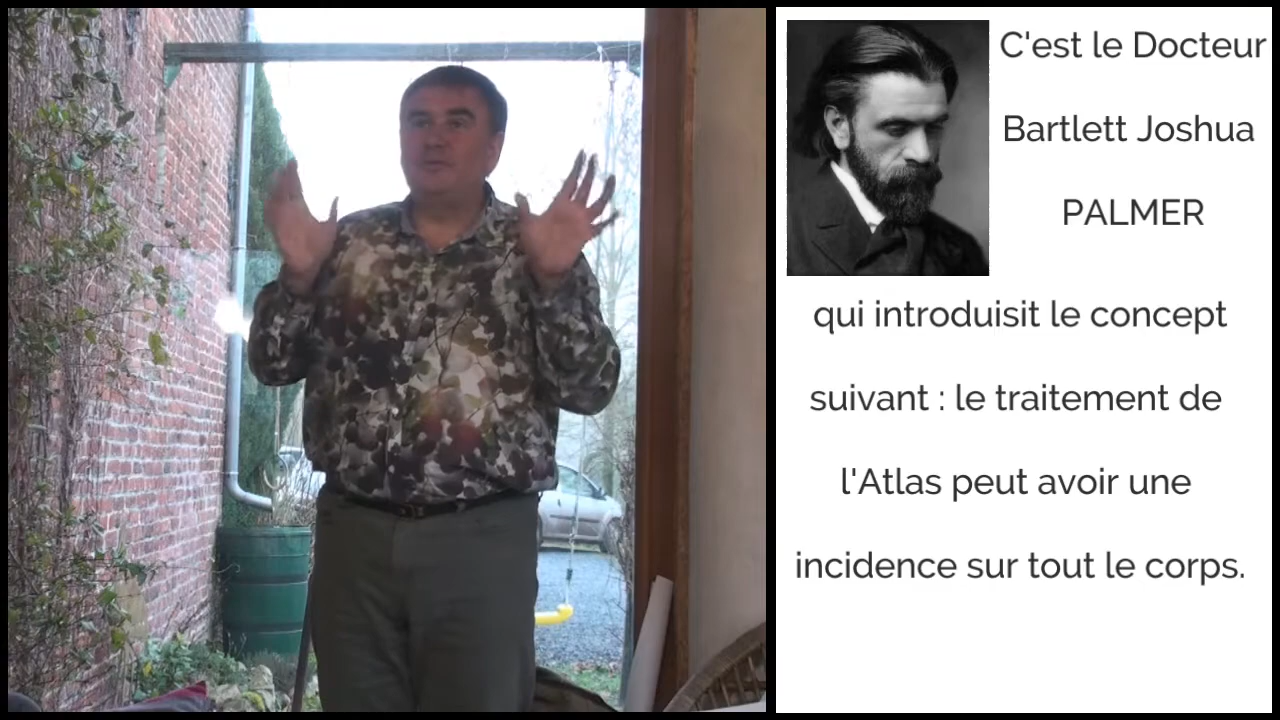 C'est le Docteur
Bartlett Joshua
PALMER
qui introduisit le concept
suivant : le traitement de
l'Atlas peut avoir une
incidence sur tout le corps.